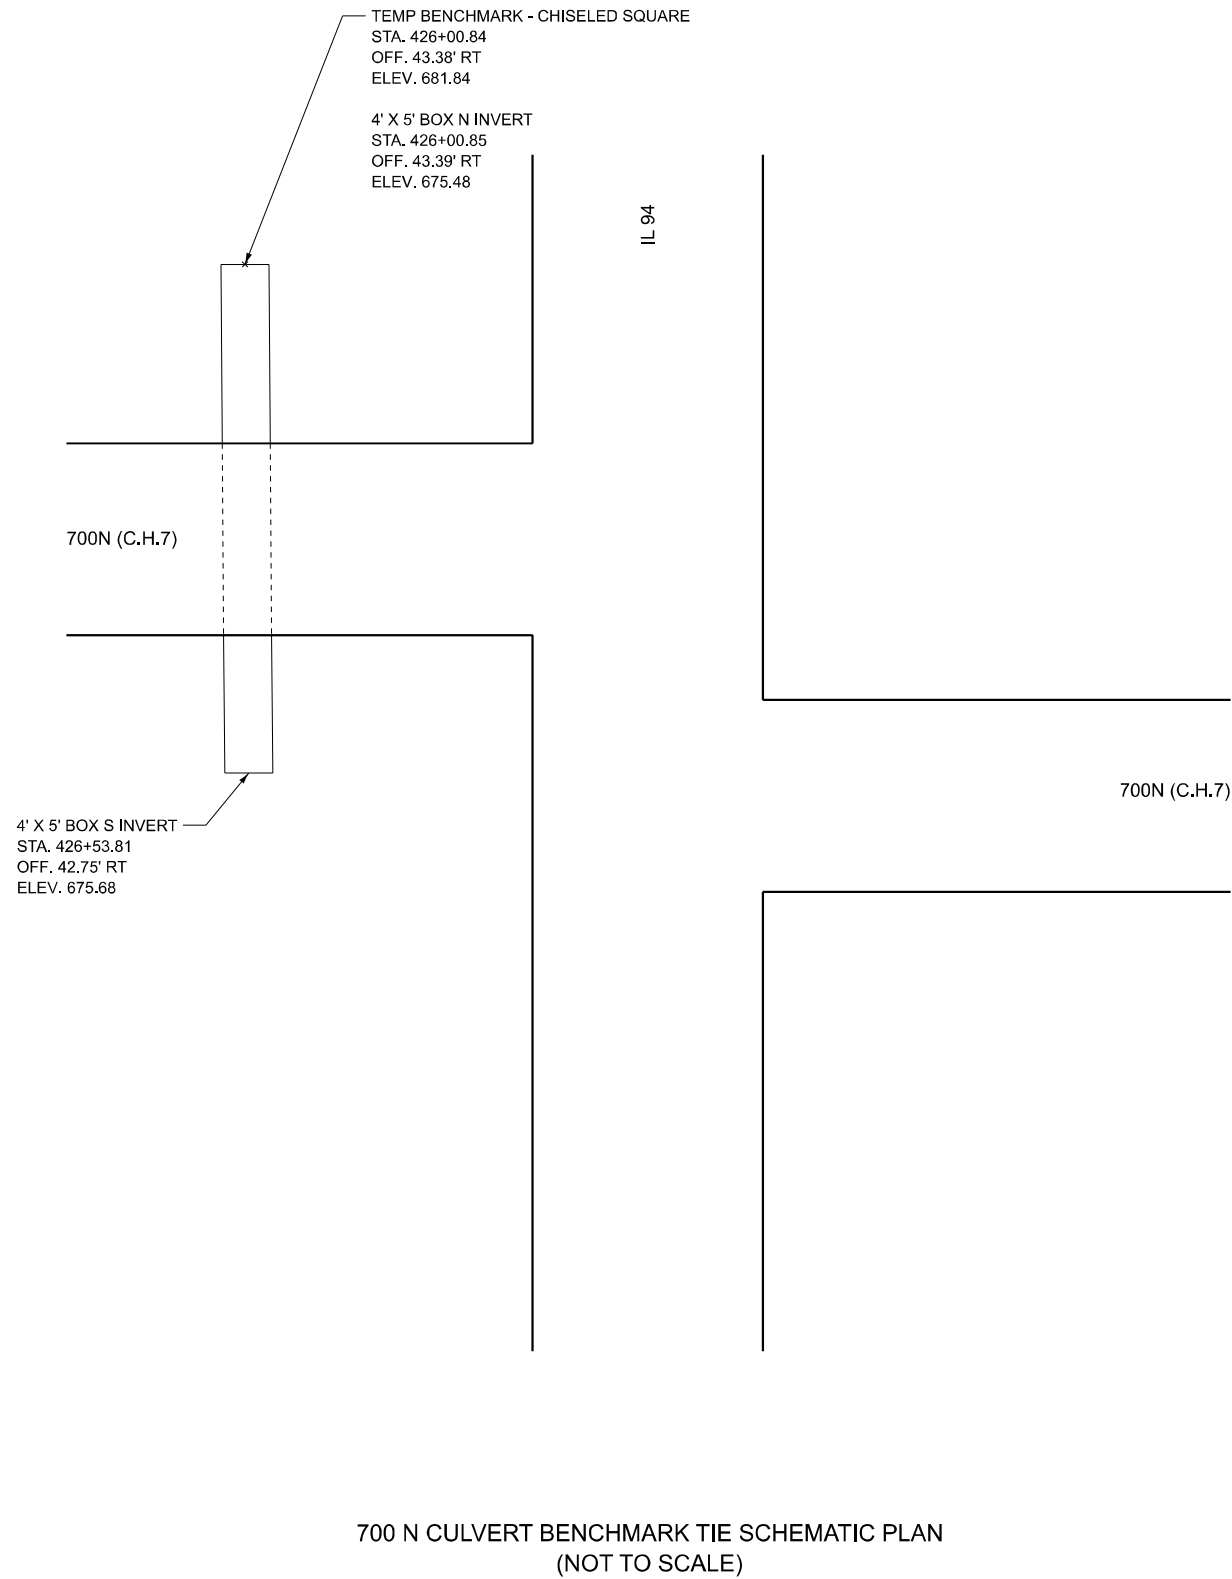 TEMP BENCHMARK - CHISELED SQUARE
STA. 426+00.84
OFF. 43.38' RT
ELEV. 681.84
4' X 5' BOX N INVERT
STA. 426+00.85
OFF. 43.39' RT
ELEV. 675.48
IL 94
700N (C.H.7)
700N (C.H.7)
4' X 5' BOX S INVERT
STA. 426+53.81
OFF. 42.75' RT
ELEV. 675.68
700 N CULVERT BENCHMARK TIE SCHEMATIC PLAN
(NOT TO SCALE)